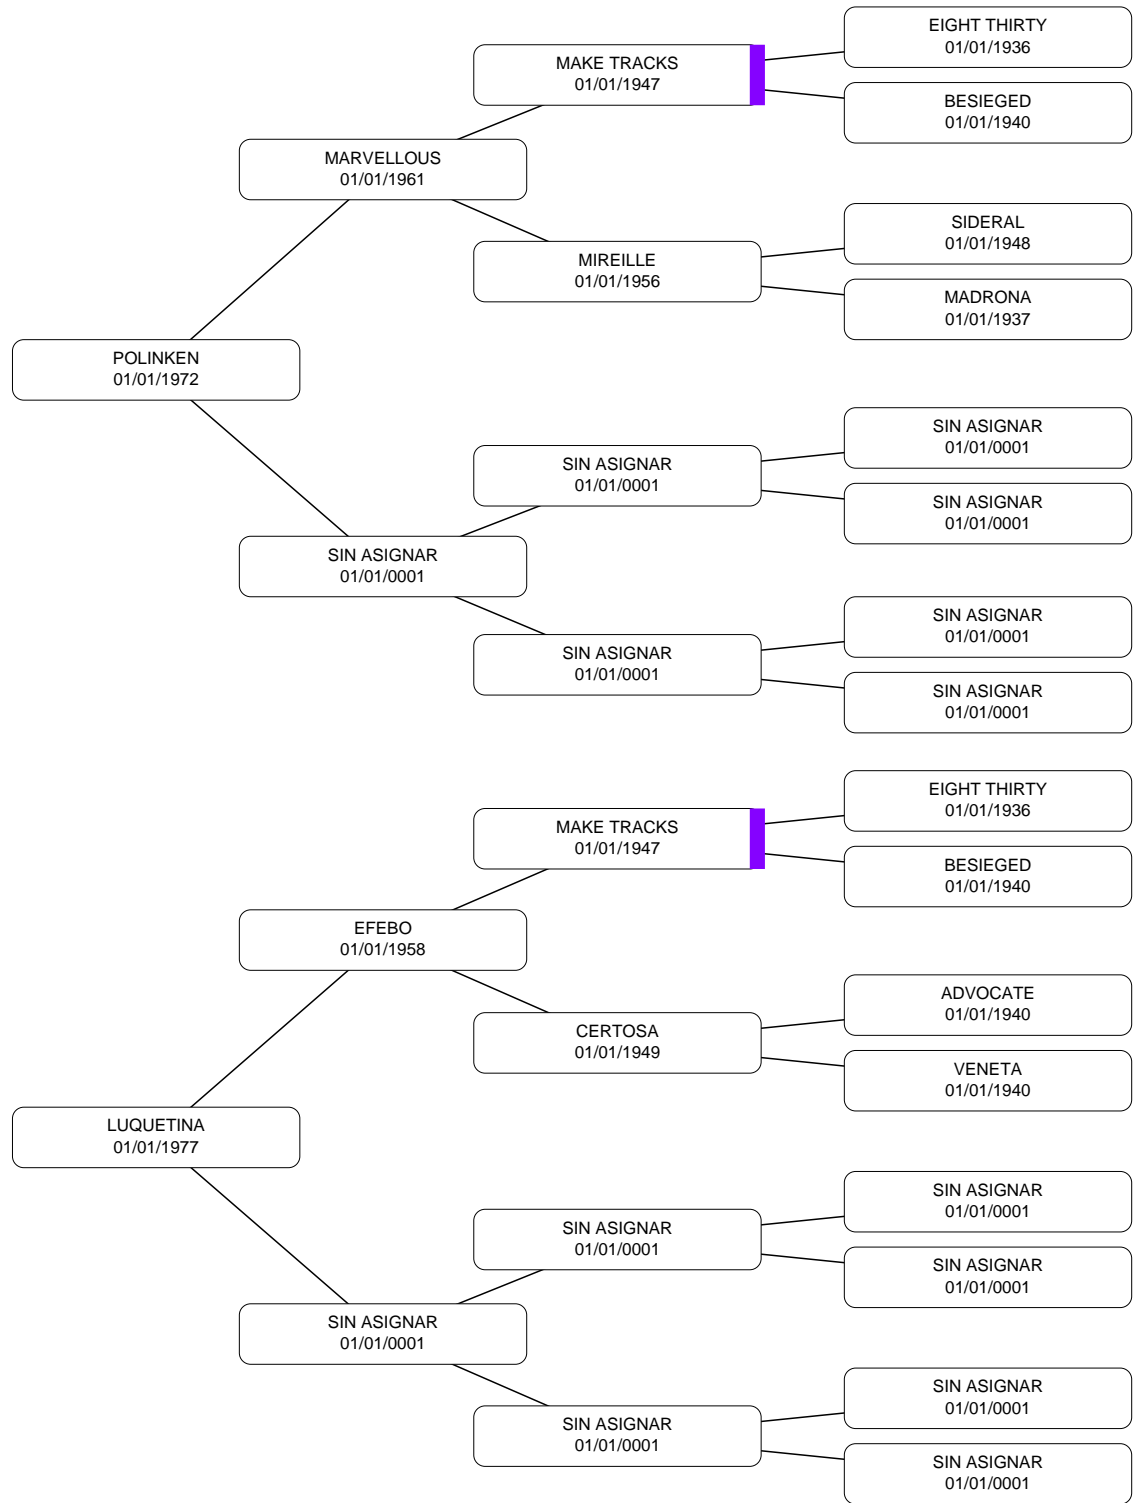 EIGHT THIRTY
01/01/1936
MAKE TRACKS
01/01/1947
BESIEGED
01/01/1940
MARVELLOUS
01/01/1961
SIDERAL
01/01/1948
MIREILLE
01/01/1956
MADRONA
01/01/1937
POLINKEN
01/01/1972
SIN ASIGNAR
01/01/0001
SIN ASIGNAR
01/01/0001
SIN ASIGNAR
01/01/0001
SIN ASIGNAR
01/01/0001
SIN ASIGNAR
01/01/0001
SIN ASIGNAR
01/01/0001
SIN ASIGNAR
01/01/0001
EIGHT THIRTY
01/01/1936
MAKE TRACKS
01/01/1947
BESIEGED
01/01/1940
EFEBO
01/01/1958
ADVOCATE
01/01/1940
CERTOSA
01/01/1949
VENETA
01/01/1940
LUQUETINA
01/01/1977
SIN ASIGNAR
01/01/0001
SIN ASIGNAR
01/01/0001
SIN ASIGNAR
01/01/0001
SIN ASIGNAR
01/01/0001
SIN ASIGNAR
01/01/0001
SIN ASIGNAR
01/01/0001
SIN ASIGNAR
01/01/0001